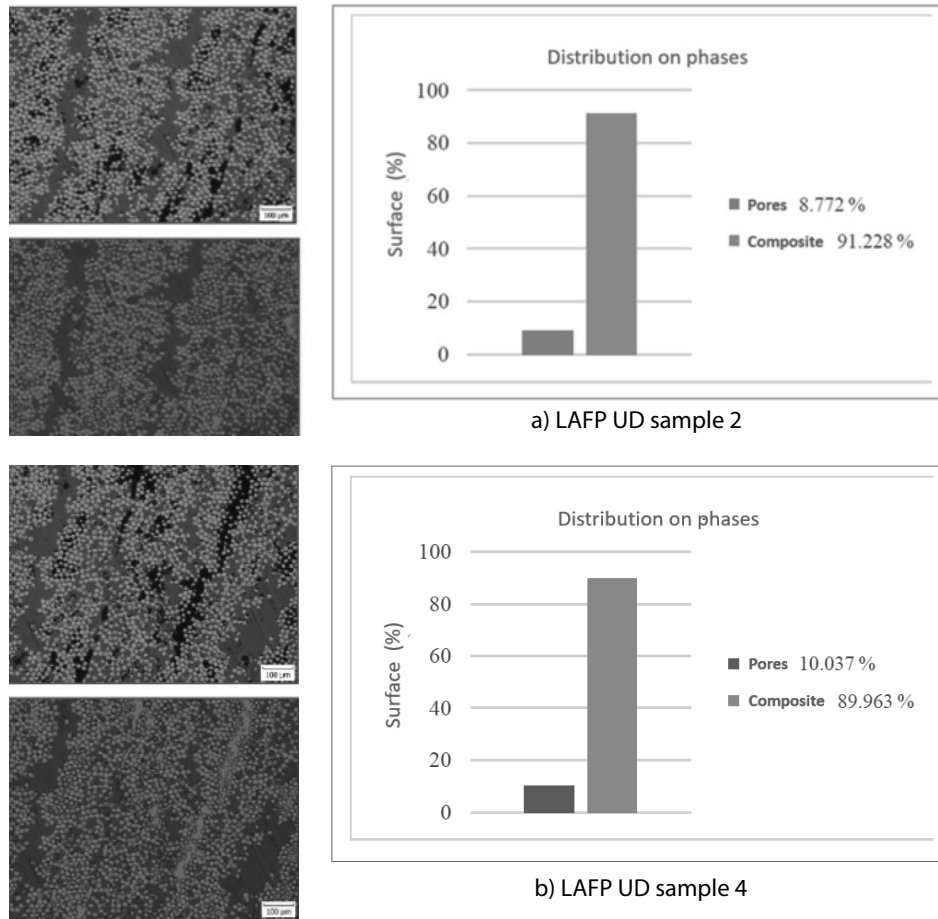 100 µm
Distribution on phases
Surface (%)
100
80
60
40
20
0
Pores 8.772 %
Composite 91.228 %
a) LAFP UD sample 2
100 µm
100 µm
Distribution on phases
Surface (%)
100
80
60
40
20
0
Pores 10.037 %
Composite 89.963 %
b) LAFP UD sample 4